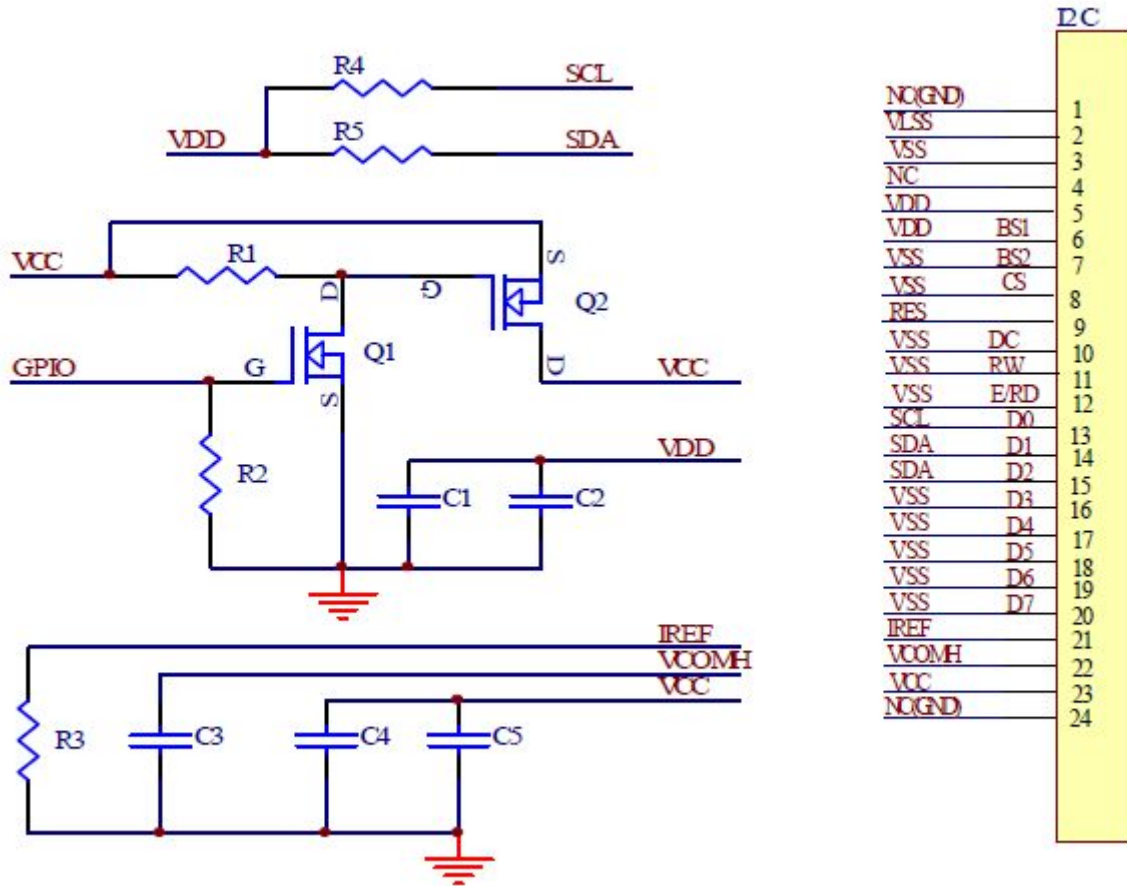 I2C
R4
SCL
VDD
R5
SDA
VCC
R1
D
G
S
Q2
GPIO
G
Q1
S
D
VCC
R2
VDD
C1
C2
IREF
VCOMH
VCC
R3
C3
C4
C5
NC(GND) 1
VLSS 2
VSS 3
NC 4
VDD 5
VDD BS1 6
VSS BS2 7
VSS CS 8
RES 9
VSS DC 10
VSS RW 11
VSS E/RD 12
SCL D0 13
SDA D1 14
SDA D2 15
VSS D3 16
VSS D4 17
VSS D5 18
VSS D6 19
VSS D7 20
IREF 21
VCOMH 22
VCC 23
NC(GND) 24